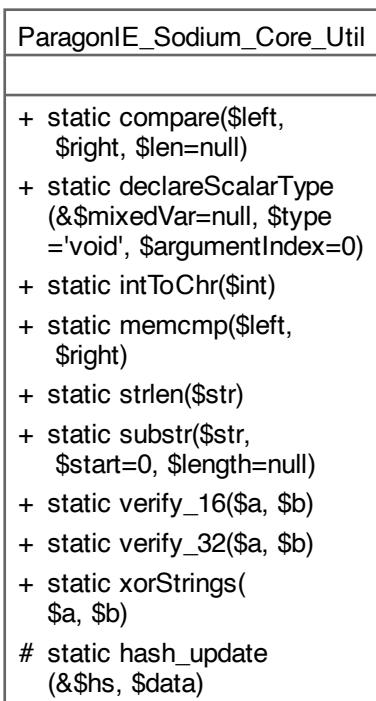 ParagonIE_Sodium_Core_Util
+ static compare($left,
$right, $len=null)
+ static declareScalarType
(&$mixedVar=null, $type
='void', $argumentIndex=0)
+ static intToChr($int)
+ static memcmp($left,
$right)
+ static strlen($str)
+ static substr($str,
$start=0, $length=null)
+ static verify_16($a, $b)
+ static verify_32($a, $b)
+ static xorStrings(
$a, $b)
# static hash_update
(&$hs, $data)